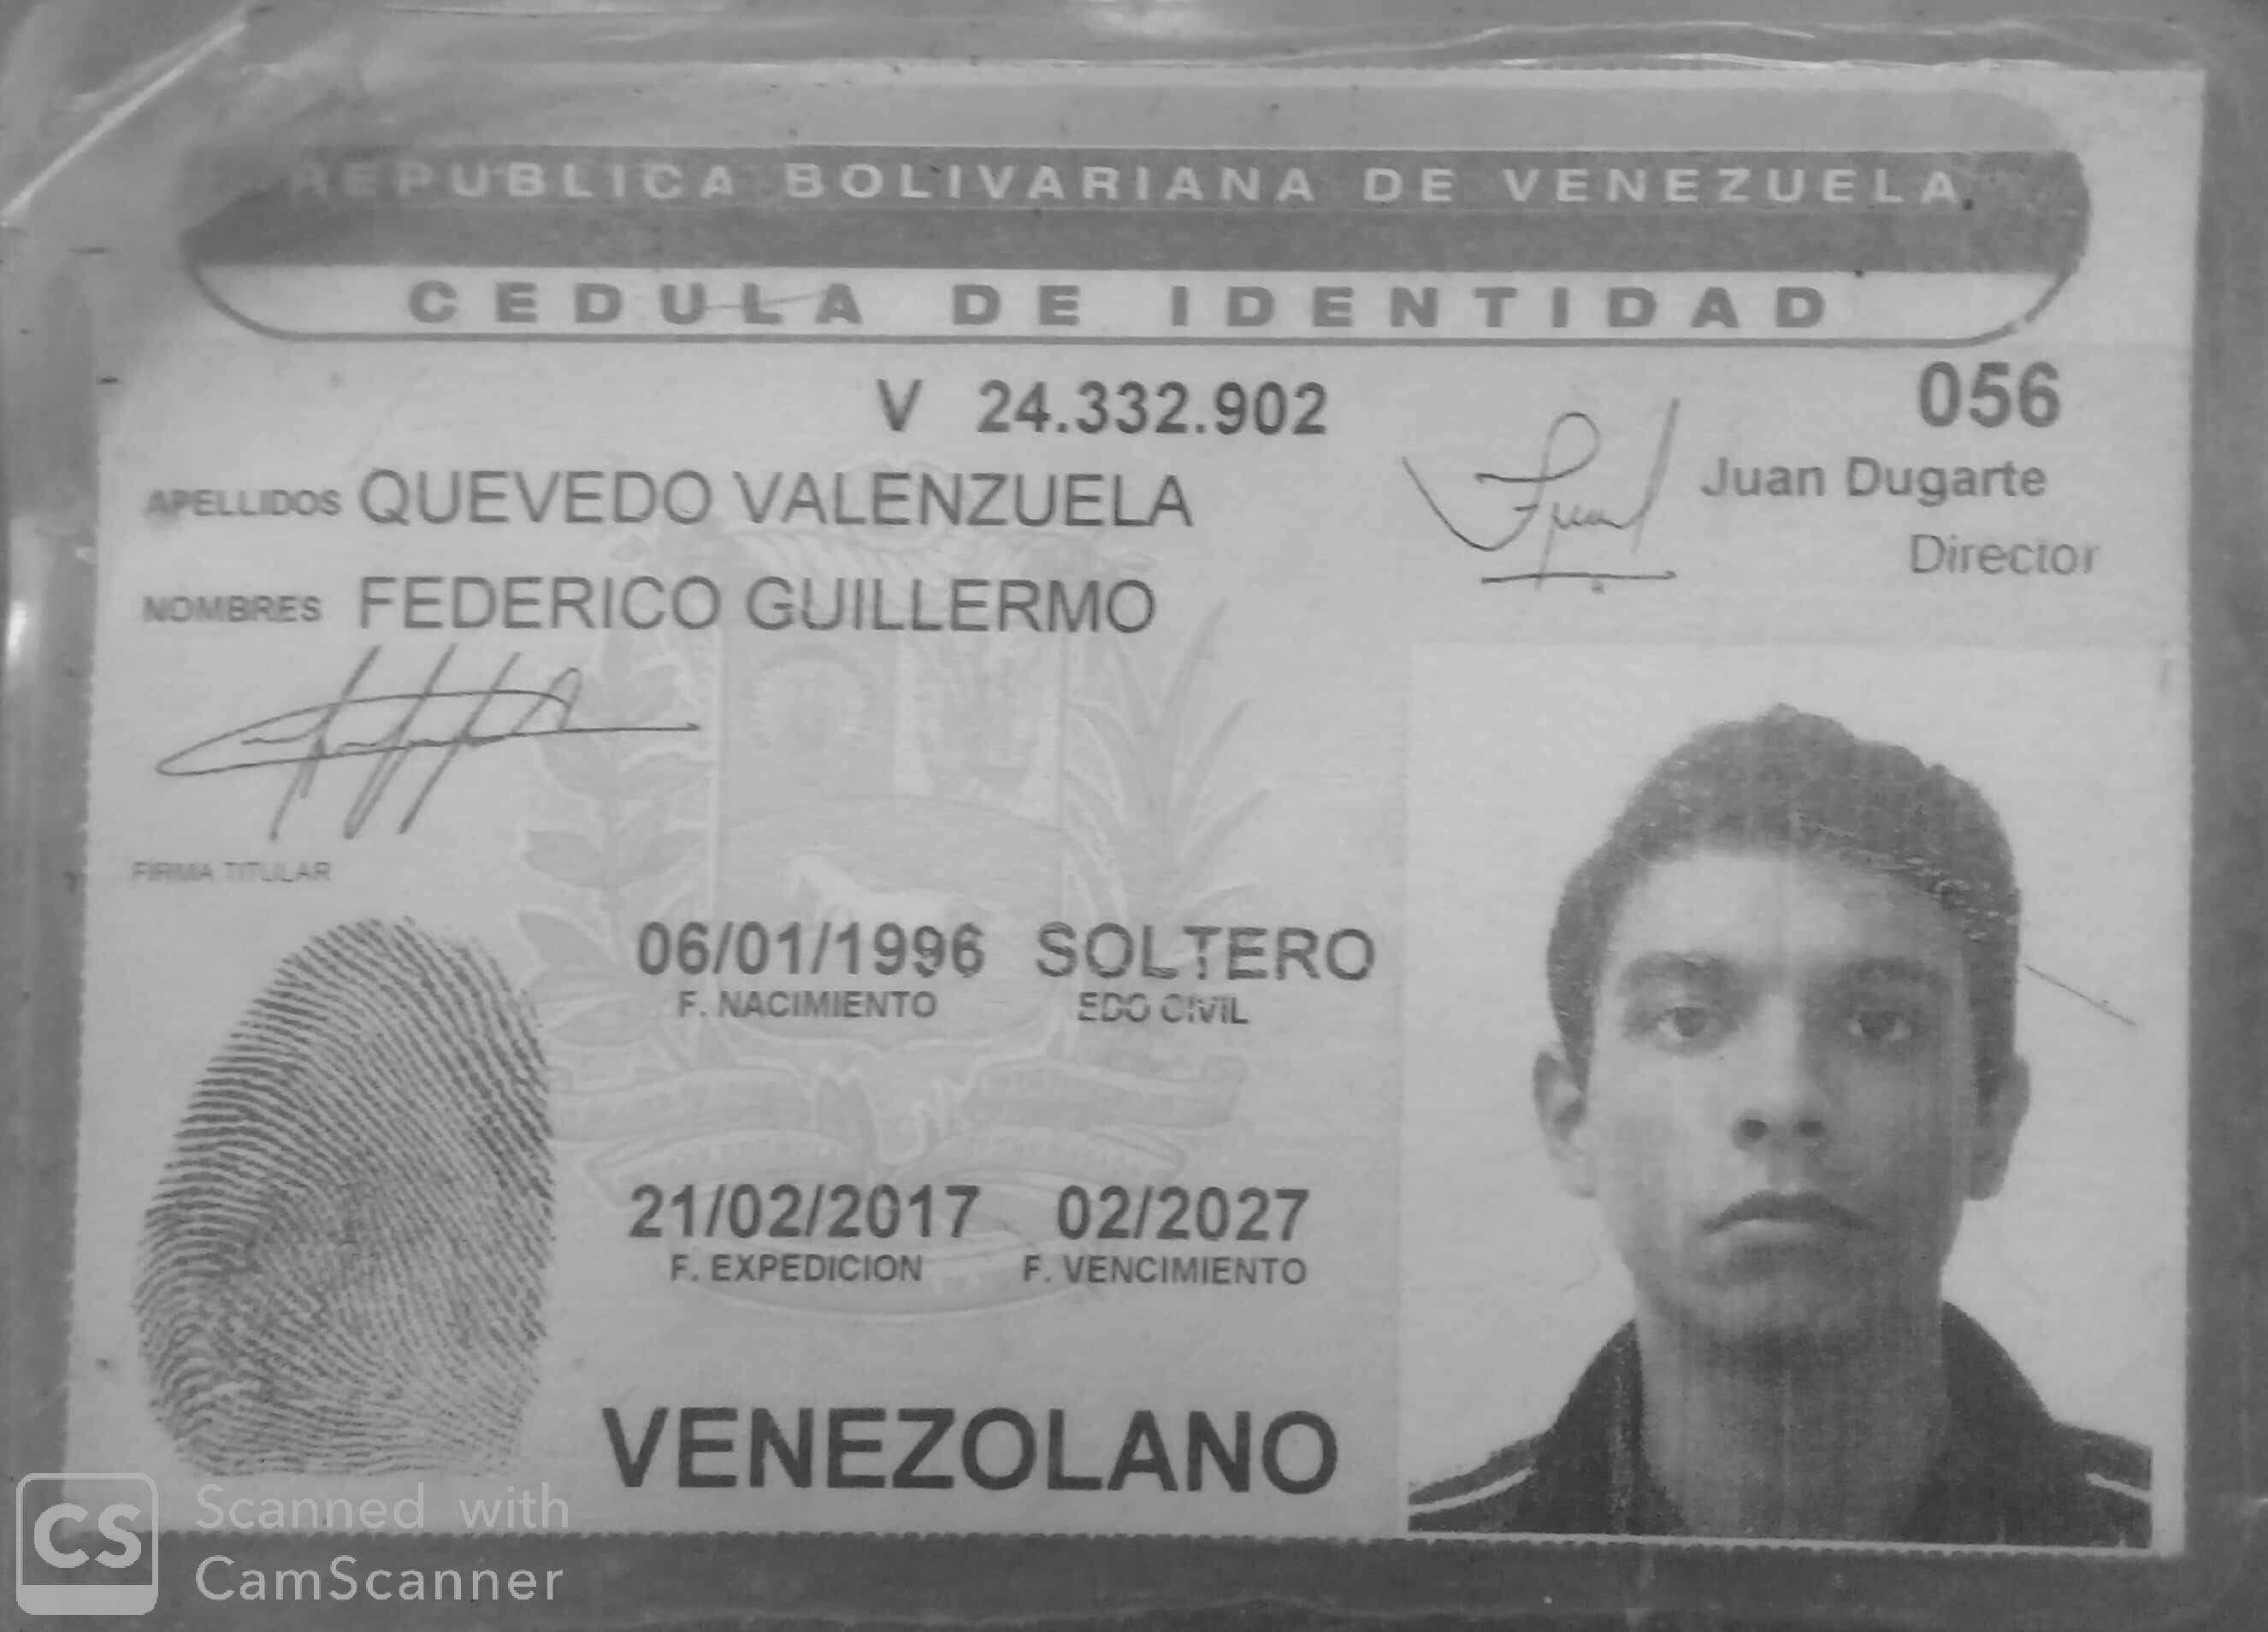 REPUBLICA BOLIVARIANA DE VENEZUELA
CEDULA DE IDENTIDAD
V 24.332.902
056
APELLIDOS QUEVEDO VALENZUELA
Juan Dugarte
Director
NOMBRES FEDERICO GUILLERMO
FIRMA TITULAR
06/01/1996 SOLTERO
F. NACIMIENTO EDO CIVIL
21/02/2017 02/2027
F. EXPEDICION F. VENCIMIENTO
VENEZOLANO
CS Scanned with
CamScanner